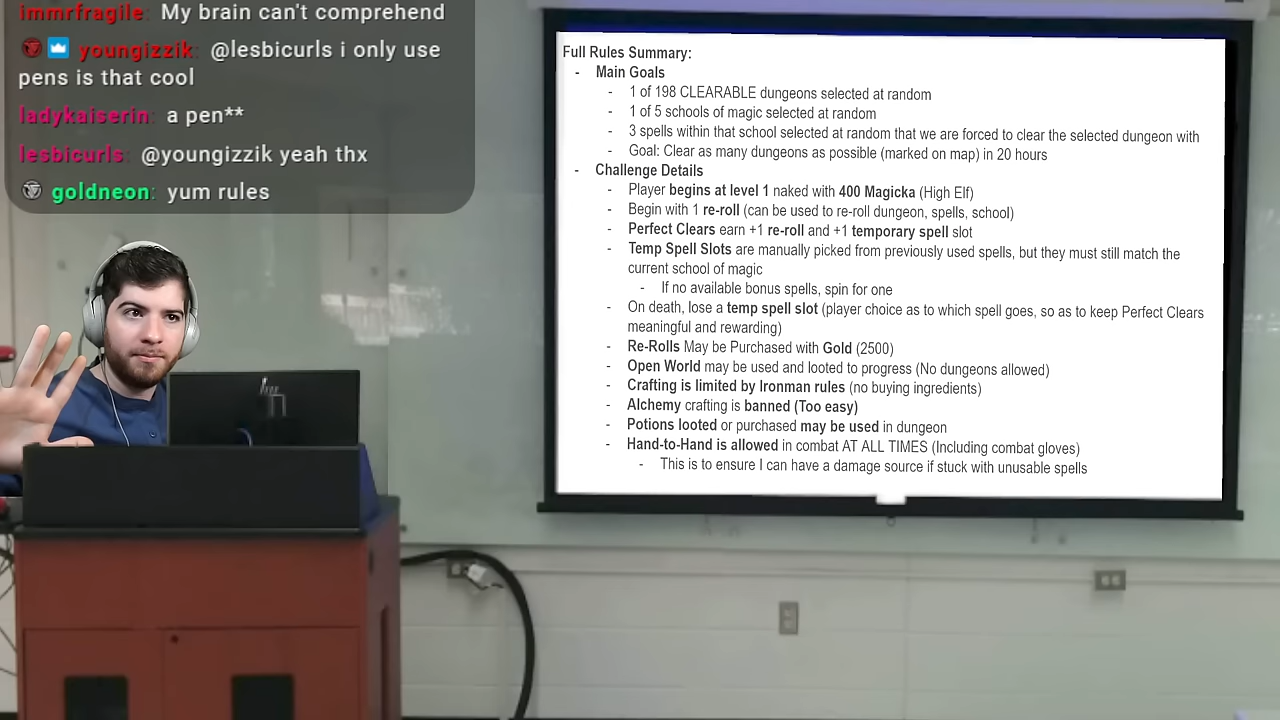 immrfragile: My brain can't comprehend
youngizzik: @lesbicurls i only use
pens is that cool
ladykaiserin: a pen**
lesbicurls: @youngizzik yeah thx
goldneon: yum rules
Full Rules Summary:
- Main Goals
- 1 of 198 CLEARABLE dungeons selected at random
- 1 of 5 schools of magic selected at random
- 3 spells within that school selected at random that we are forced to clear the selected dungeon with
- Goal: Clear as many dungeons as possible (marked on map) in 20 hours
- Challenge Details
- Player begins at level 1 naked with 400 Magicka (High Elf)
- Begin with 1 re-roll (can be used to re-roll dungeon, spells, school)
- Perfect Clears earn +1 re-roll and +1 temporary spell slot
- Temp Spell Slots are manually picked from previously used spells, but they must still match the
current school of magic
- If no available bonus spells, spin for one
- On death, lose a temp spell slot (player choice as to which spell goes, so as to keep Perfect Clears
meaningful and rewarding)
- Re-Rolls May be Purchased with Gold (2500)
- Open World may be used and looted to progress (No dungeons allowed)
- Crafting is limited by Ironman rules (no buying ingredients)
- Alchemy crafting is banned (Too easy)
- Potions looted or purchased may be used in dungeon
- Hand-to-Hand is allowed in combat AT ALL TIMES (Including combat gloves)
- This is to ensure I can have a damage source if stuck with unusable spells